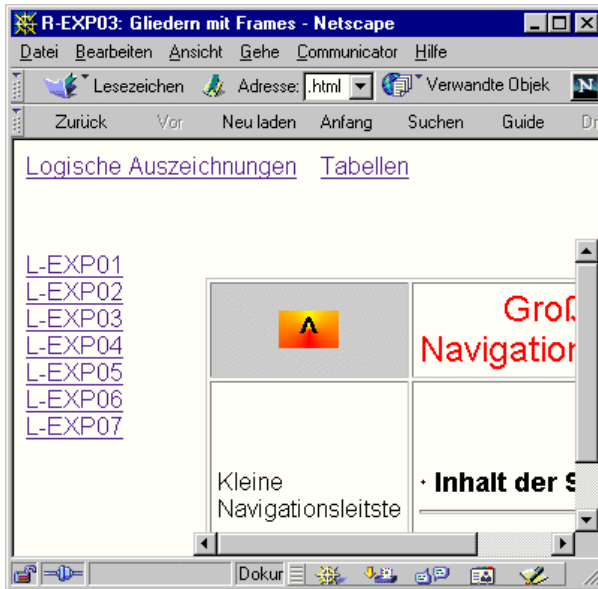 R-EXP03: Gliedern mit Frames - Netscape
Datei Bearbeiten Ansicht Gehe Communicator Hilfe
Lesezeichen Adresse: .html Verwandte Objek N
Zurück Vor Neu laden Anfang Suchen Guide Dr
Logische Auszeichnungen Tabellen
L-EXP01
L-EXP02
L-EXP03
L-EXP04
L-EXP05
L-EXP06
L-EXP07
Groß
Navigation
Kleine
Navigationsleitste
· Inhalt der S
Dokur